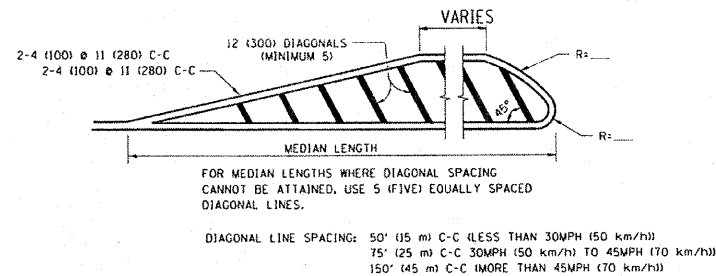 VARIES
2-4 (100) @ 11 (280) C-C
2-4 (100) @ 11 (280) C-C
12 (300) DIAGONALS
(MINIMUM 5)
R=___
45°
R=___
MEDIAN LENGTH
FOR MEDIAN LENGTHS WHERE DIAGONAL SPACING
CANNOT BE ATTAINED, USE 5 (FIVE) EQUALLY SPACED
DIAGONAL LINES.
DIAGONAL LINE SPACING: 50' (15 m) C-C (LESS THAN 30MPH (50 km/h))
75' (25 m) C-C 30MPH (50 km/h) TO 45MPH (70 km/h))
150' (45 m) C-C (MORE THAN 45MPH (70 km/h))